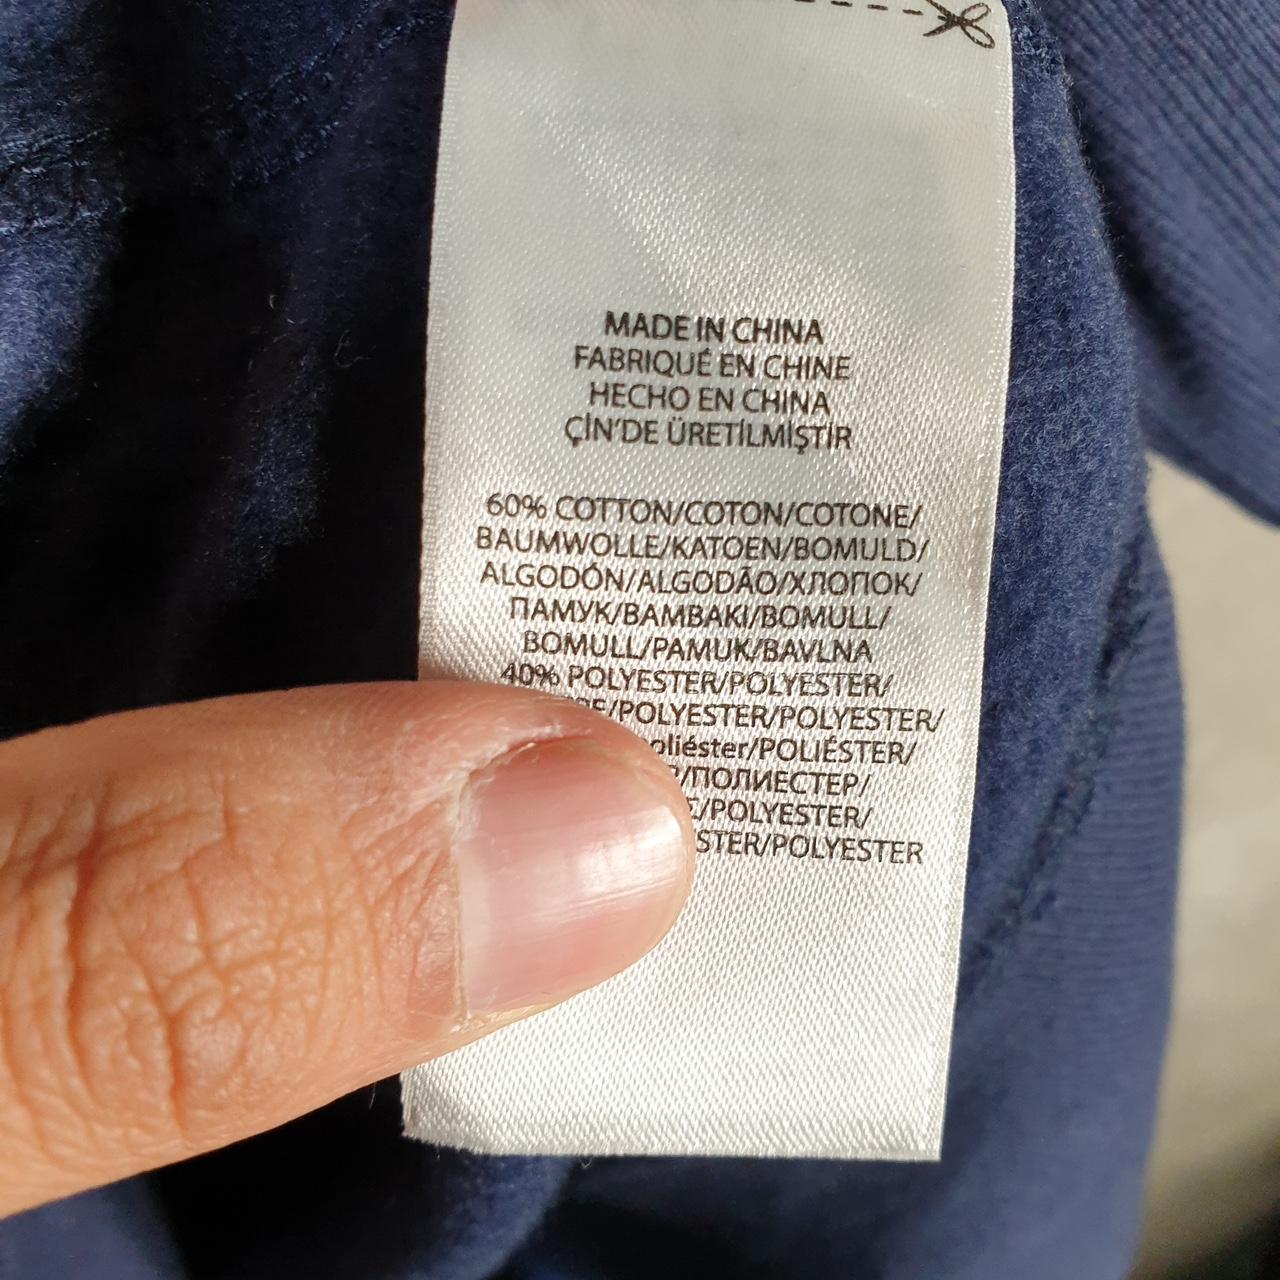 MADE IN CHINA
FABRIQUÉ EN CHINE
HECHO EN CHINA
ÇİN'DE ÜRETİLMİŞTİR
60% COTTON/COTON/COTONE/
BAUMWOLLE/KATOEN/BOMULD/
ALGODÓN/ALGODÃO/ХЛОПОК/
ПАМУК/BAMBAKI/BOMULL/
BOMULL/PAMUK/BAVLNA
40% POLYESTER/POLYESTER/
/POLYESTER/POLYESTER/
oliéster/POLIÉSTER/
/ПОЛИЕСТЕР/
/POLYESTER/
STER/POLYESTER